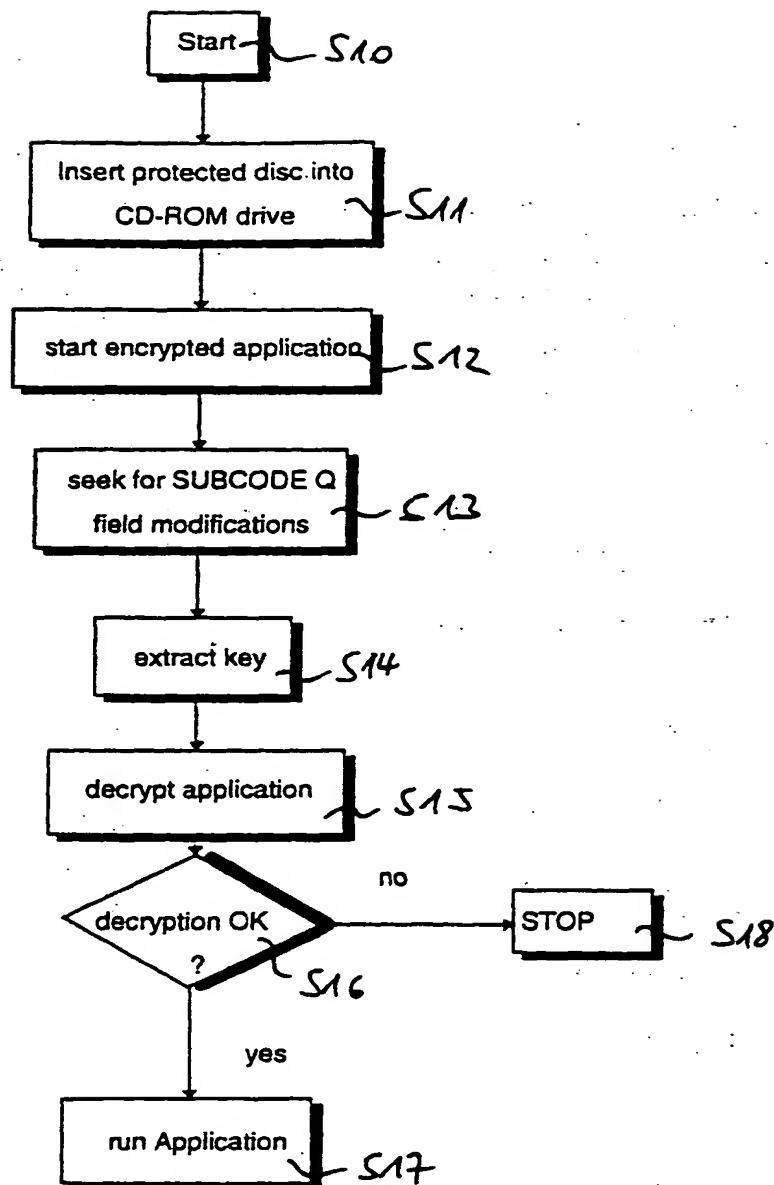 Start S10
Insert protected disc into
CD-ROM drive S11
start encrypted application S12
seek for SUBCODE Q
field modifications S13
extract key S14
decrypt application S15
no
decryption OK STOP S18
? S16
yes
run Application S17